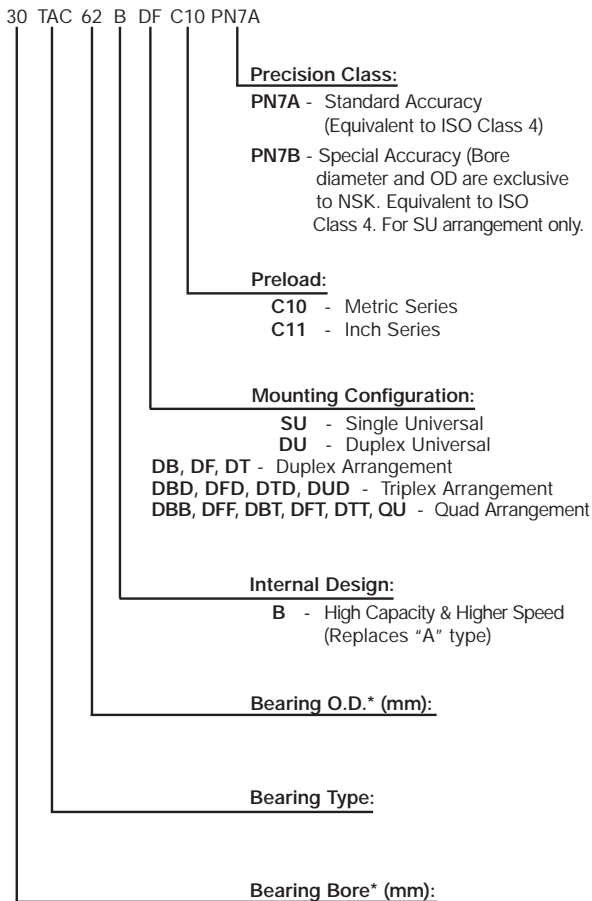 30 TAC 62 B DF C10 PN7A
Precision Class:
PN7A - Standard Accuracy
(Equivalent to ISO Class 4)
PN7B - Special Accuracy (Bore
diameter and OD are exclusive
to NSK. Equivalent to ISO
Class 4. For SU arrangement only.
Preload:
C10 - Metric Series
C11 - Inch Series
Mounting Configuration:
SU - Single Universal
DU - Duplex Universal
DB, DF, DT - Duplex Arrangement
DBD, DFD, DTD, DUD - Triplex Arrangement
DBB, DFF, DBT, DFT, DTT, QU - Quad Arrangement
Internal Design:
B - High Capacity & Higher Speed
(Replaces “A” type)
Bearing O.D.* (mm):
Bearing Type:
Bearing Bore* (mm):